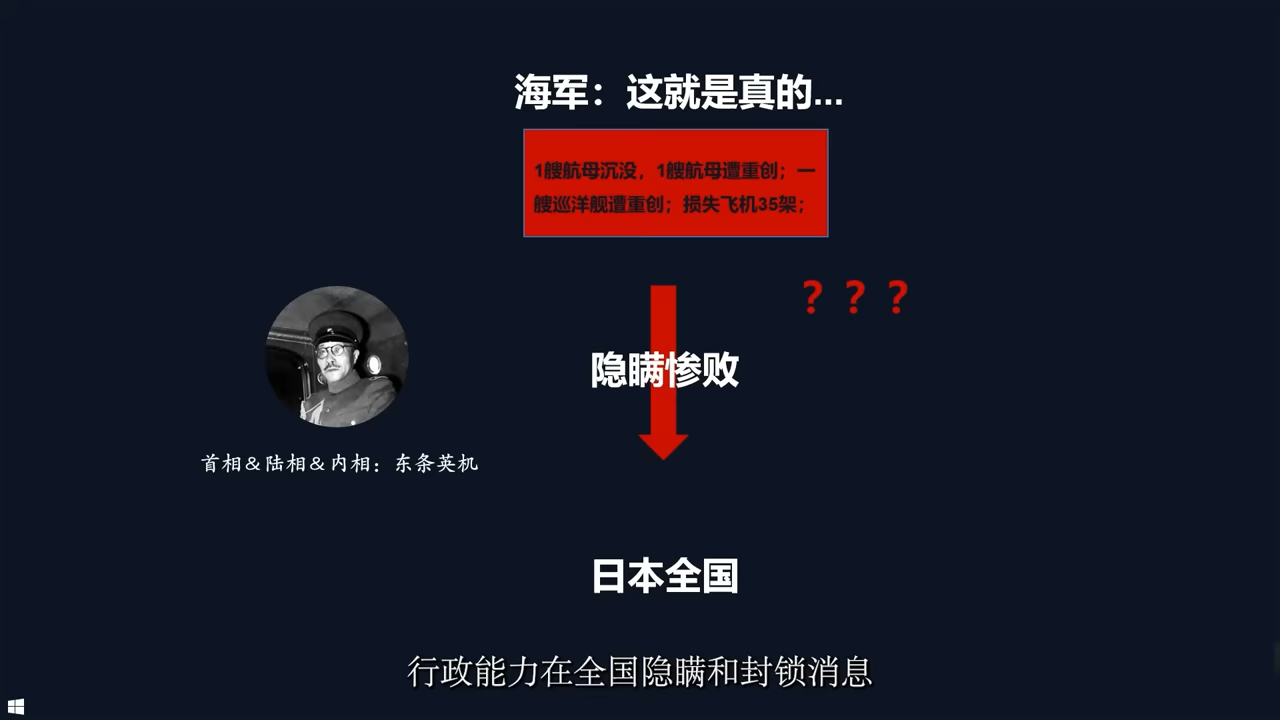 海军：这就是真的...
1艘航母沉没，1艘航母遭重创；一
艘巡洋舰遭重创；损失飞机35架；
？？？
隐瞒惨败
首相＆陆相＆内相：东条英机
日本全国
行政能力在全国隐瞒和封锁消息